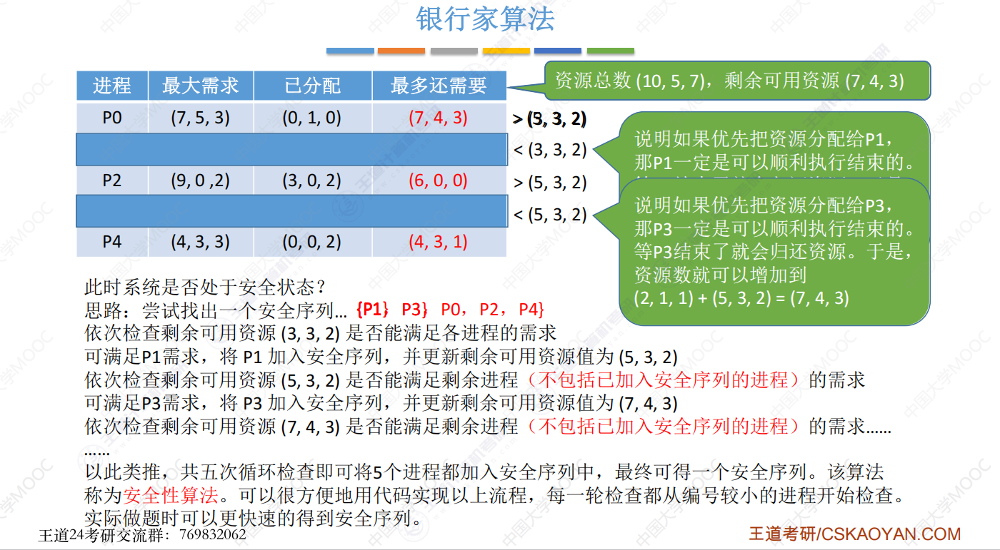 银行家算法
进程 最大需求 已分配 最多还需要
资源总数 (10, 5, 7)，剩余可用资源 (7, 4, 3)
P0 (7, 5, 3) (0, 1, 0) (7, 4, 3) > (5, 3, 2)
< (3, 3, 2)
说明如果优先把资源分配给P1，
那P1一定是可以顺利执行结束的。
P2 (9, 0 ,2) (3, 0, 2) (6, 0, 0) > (5, 3, 2)
< (5, 3, 2)
说明如果优先把资源分配给P3，
那P3一定是可以顺利执行结束的。
等P3结束了就会归还资源。于是，
资源数就可以增加到
(2, 1, 1) + (5, 3, 2) = (7, 4, 3)
P4 (4, 3, 3) (0, 0, 2) (4, 3, 1)
此时系统是否处于安全状态？
思路：尝试找出一个安全序列... {P1} P3} P0，P2，P4}
依次检查剩余可用资源 (3, 3, 2) 是否能满足各进程的需求
可满足P1需求，将 P1 加入安全序列，并更新剩余可用资源值为 (5, 3, 2)
依次检查剩余可用资源 (5, 3, 2) 是否能满足剩余进程（不包括已加入安全序列的进程）的需求
可满足P3需求，将 P3 加入安全序列，并更新剩余可用资源值为 (7, 4, 3)
依次检查剩余可用资源 (7, 4, 3) 是否能满足剩余进程（不包括已加入安全序列的进程）的需求......
......
以此类推，共五次循环检查即可将5个进程都加入安全序列中，最终可得一个安全序列。该算法
称为安全性算法。可以很方便地用代码实现以上流程，每一轮检查都从编号较小的进程开始检查。
实际做题时可以更快速的得到安全序列。
王道24考研交流群：769832062
王道考研/CSKAOYAN.COM